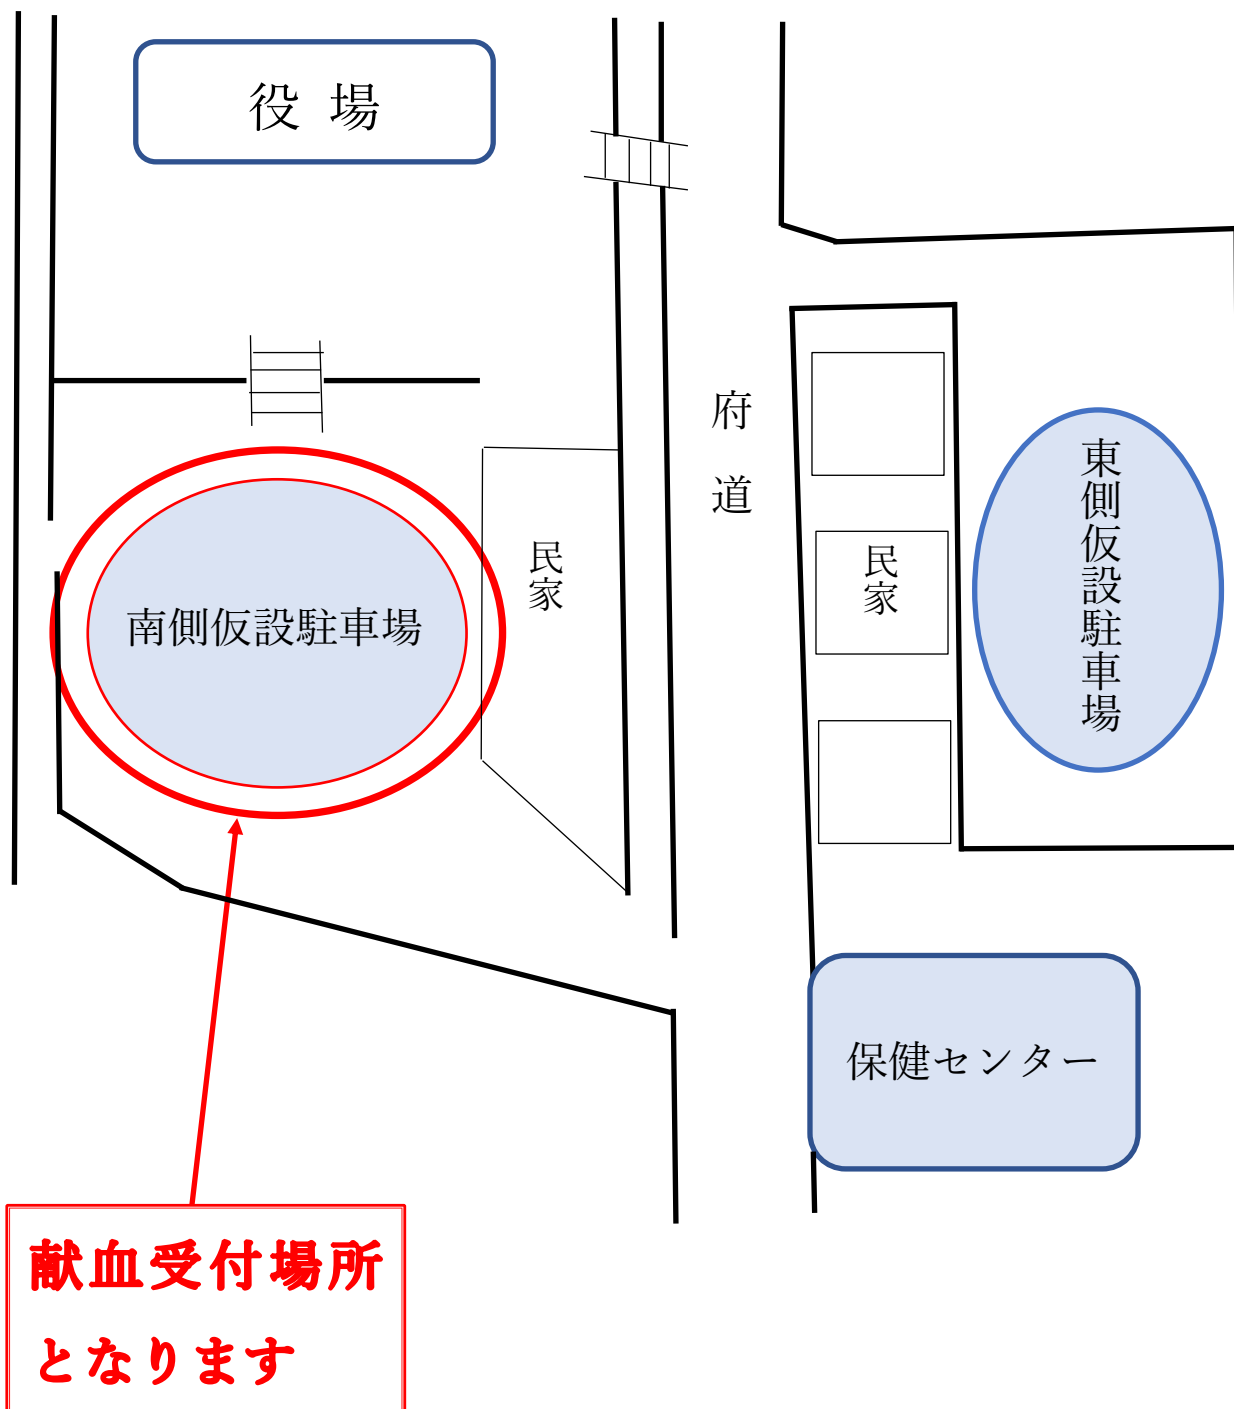 役 場
府道
東側仮設駐車場
民家
民家
南側仮設駐車場
保健センター
献血受付場所
となります